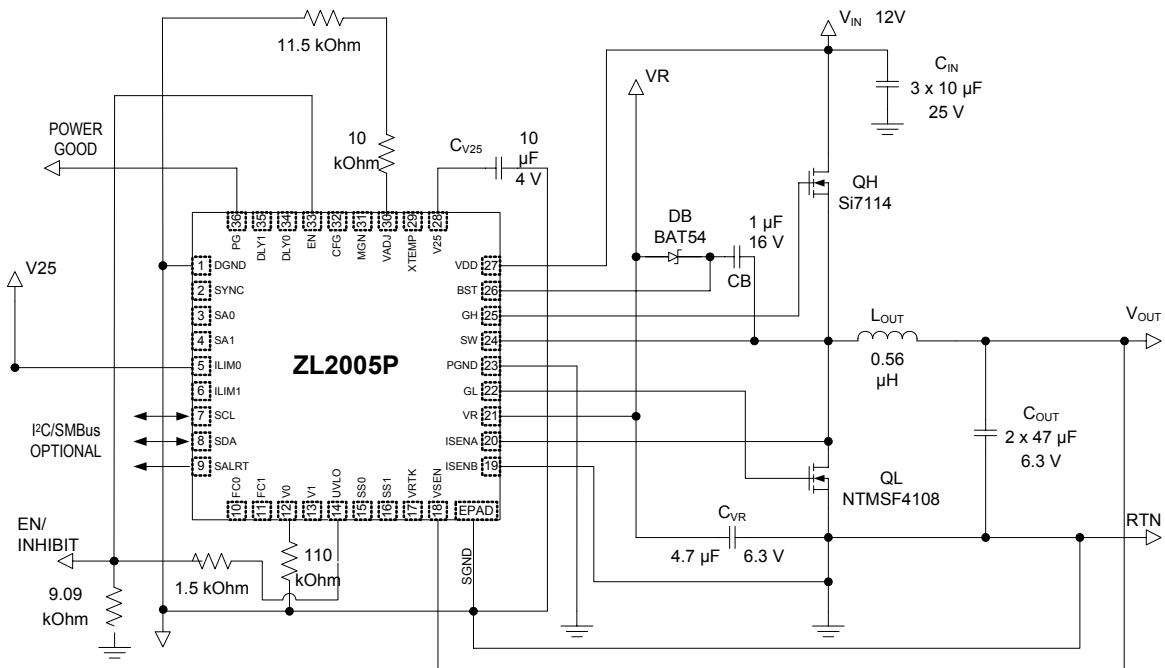 V_IN 12V
11.5 kOhm
VR
C_IN
3 x 10 µF
25 V
POWER
GOOD
10
kOhm
C_V25
10
µF
4 V
QH
Si7114
DB
BAT54
1 µF
16 V
CB
36 PG
35 DLY1
34 DLY0
33 EN
32 CFG
31 MGN
30 VADJ
29 XTEMP
28 V25
V25
1 DGND
2 SYNC
3 SA0
4 SA1
5 ILIM0
6 ILIM1
7 SCL
8 SDA
9 SALRT
ZL2005P
VDD 27
BST 26
GH 25
SW 24
PGND 23
GL 22
VR 21
ISENA 20
ISENB 19
L_OUT
0.56
µH
V_OUT
C_OUT
2 x 47 µF
6.3 V
I²C/SMBus
OPTIONAL
QL
NTMSF4108
10 FC0
11 FC1
12 V0
13 V1
14 UVLO
15 SS0
16 SS1
17 VRTK
18 VSEN
EPAD
SGND
EN/
INHIBIT
1.5 kOhm
110
kOhm
9.09
kOhm
C_VR
4.7 µF 6.3 V
RTN